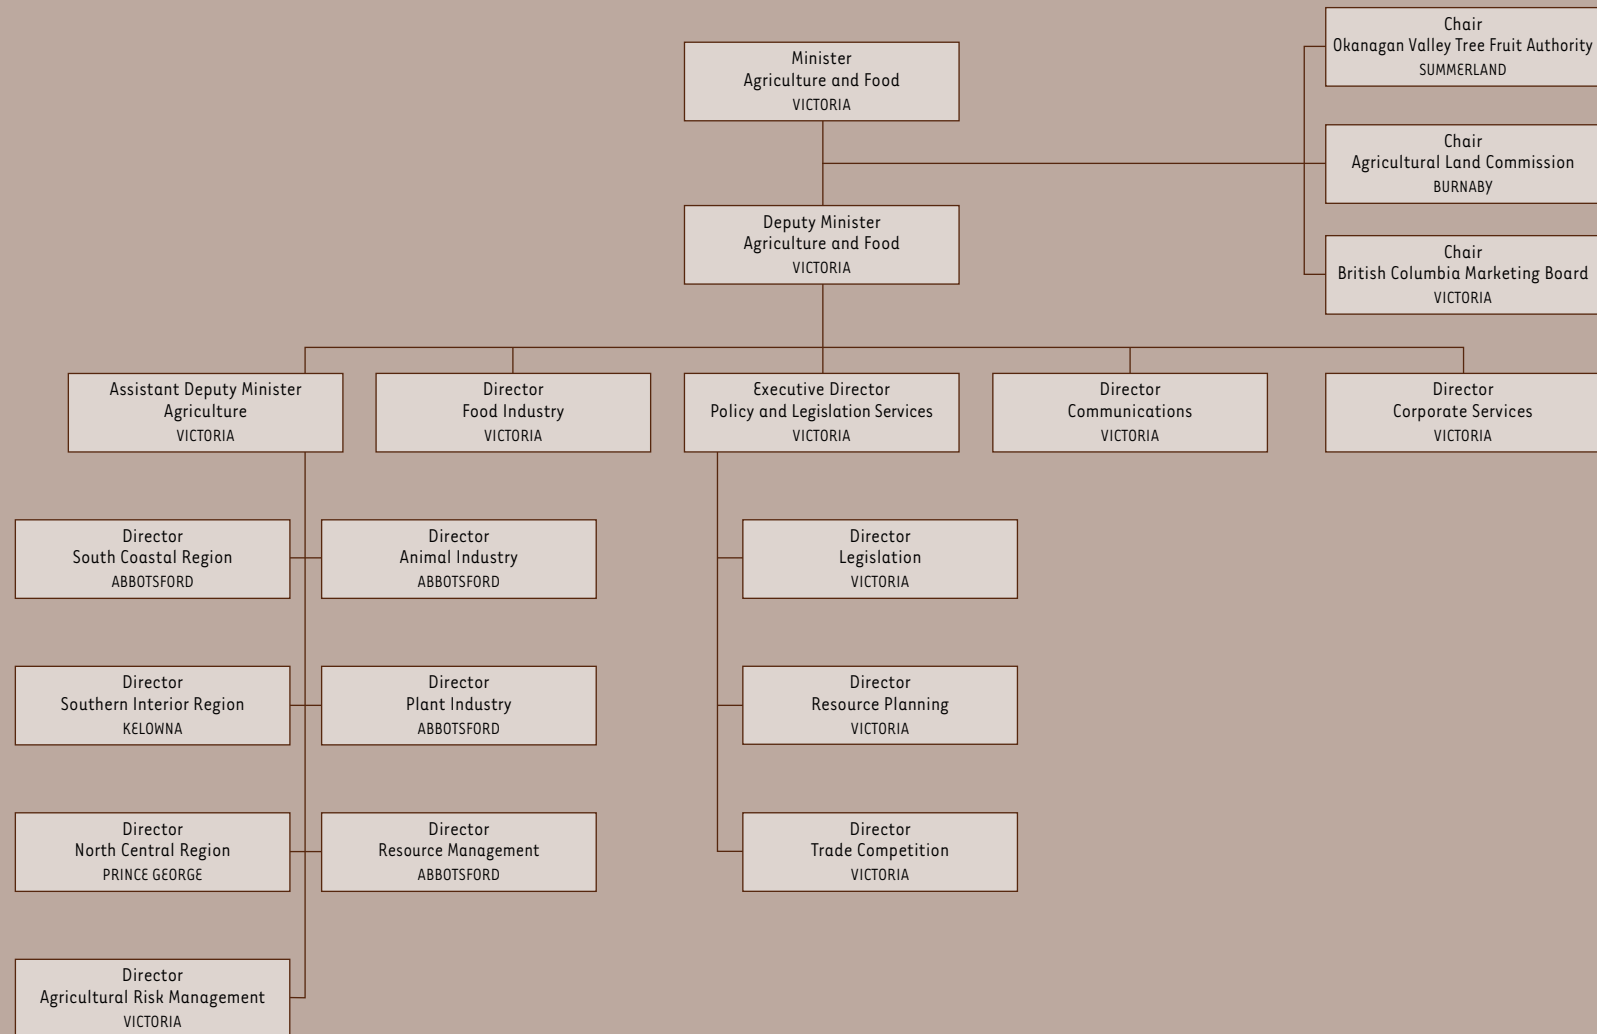 Chair
Okanagan Valley Tree Fruit Authority
SUMMERLAND
Minister
Agriculture and Food
VICTORIA
Chair
Agricultural Land Commission
BURNABY
Deputy Minister
Agriculture and Food
VICTORIA
Chair
British Columbia Marketing Board
VICTORIA
Assistant Deputy Minister
Agriculture
VICTORIA
Director
Food Industry
VICTORIA
Executive Director
Policy and Legislation Services
VICTORIA
Director
Communications
VICTORIA
Director
Corporate Services
VICTORIA
Director
South Coastal Region
ABBOTSFORD
Director
Animal Industry
ABBOTSFORD
Director
Legislation
VICTORIA
Director
Southern Interior Region
KELOWNA
Director
Plant Industry
ABBOTSFORD
Director
Resource Planning
VICTORIA
Director
North Central Region
PRINCE GEORGE
Director
Resource Management
ABBOTSFORD
Director
Trade Competition
VICTORIA
Director
Agricultural Risk Management
VICTORIA